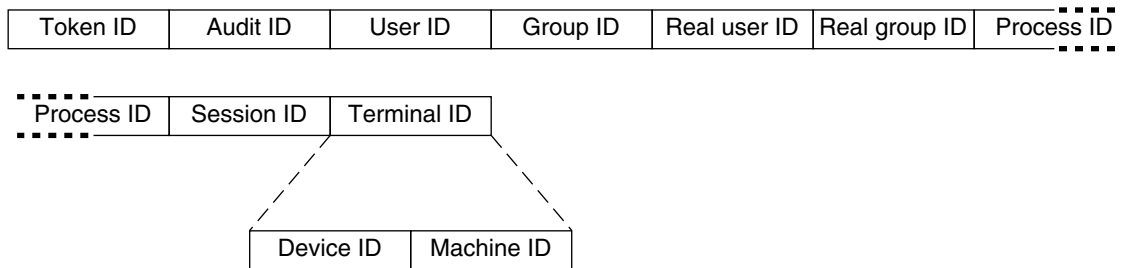 Token ID Audit ID User ID Group ID Real user ID Real group ID Process ID
Process ID Session ID Terminal ID
Device ID Machine ID